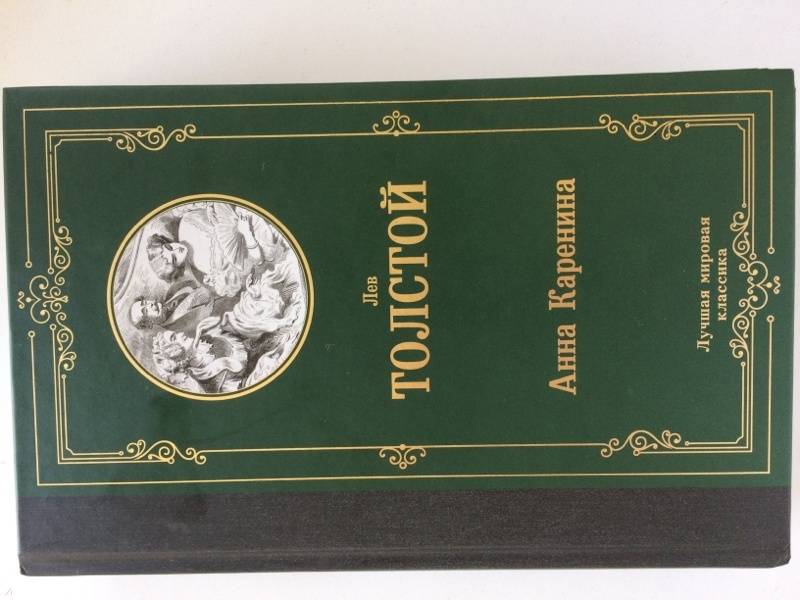 Лев
ТОЛСТОЙ
Анна Каренина
Лучшая мировая
классика